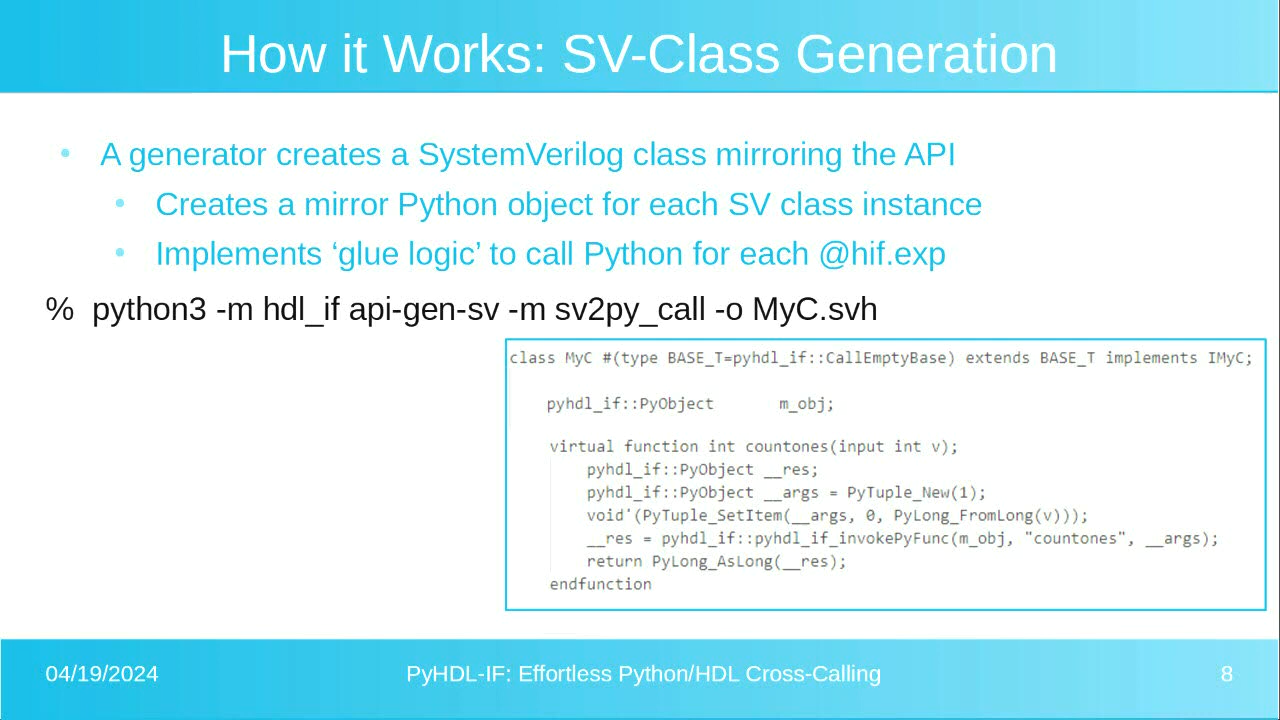 How it Works: SV-Class Generation
• A generator creates a SystemVerilog class mirroring the API
• Creates a mirror Python object for each SV class instance
• Implements ‘glue logic’ to call Python for each @hif.exp
% python3 -m hdl_if api-gen-sv -m sv2py_call -o MyC.svh
class MyC #(type BASE_T=pyhdl_if::CallEmptyBase) extends BASE_T implements IMyC;
pyhdl_if::PyObject m_obj;
virtual function int countones(input int v);
pyhdl_if::PyObject __res;
pyhdl_if::PyObject __args = PyTuple_New(1);
void'(PyTuple_SetItem(__args, 0, PyLong_FromLong(v)));
__res = pyhdl_if::pyhdl_if_invokePyFunc(m_obj, "countones", __args);
return PyLong_AsLong(__res);
endfunction
04/19/2024 PyHDL-IF: Effortless Python/HDL Cross-Calling 8